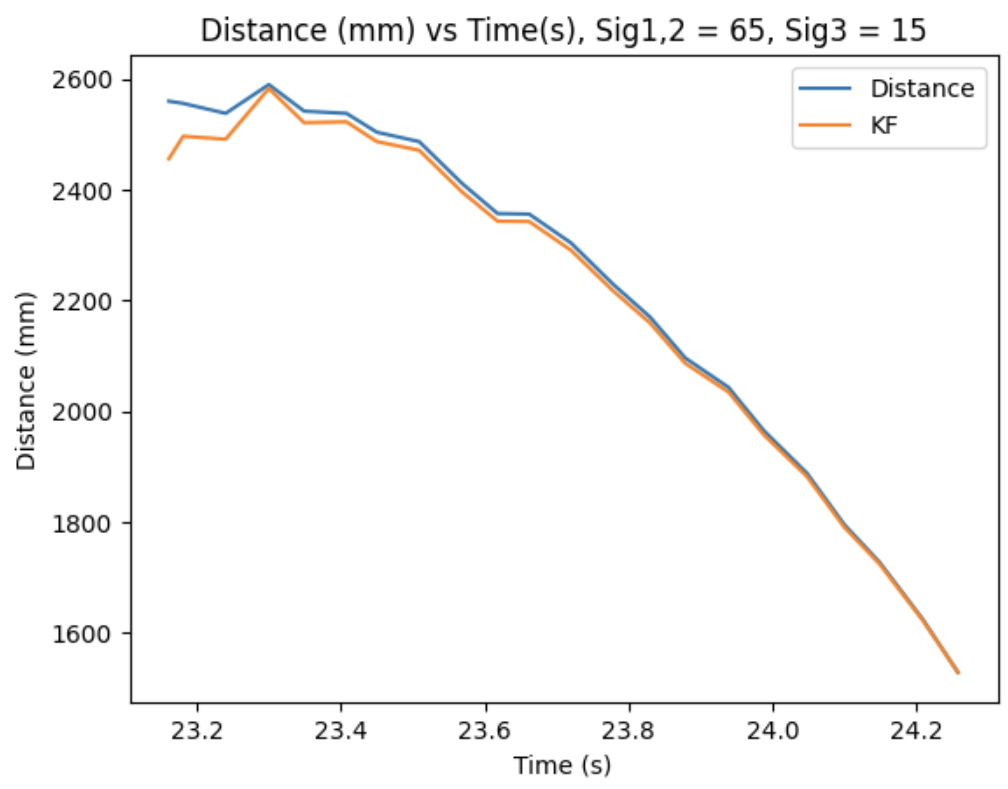 Distance (mm) vs Time(s), Sig1,2 = 65, Sig3 = 15
Distance
KF
2600
2400
2200
2000
1800
1600
Distance (mm)
23.2 23.4 23.6 23.8 24.0 24.2
Time (s)